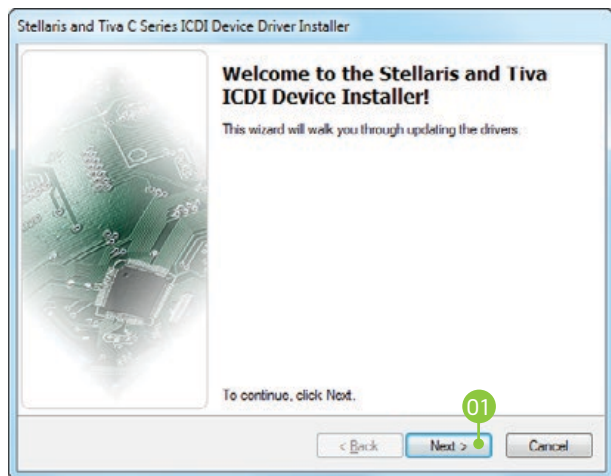 Stellaris and Tiva C Series ICDI Device Driver Installer
Welcome to the Stellaris and Tiva
ICDI Device Installer!
This wizard will walk you through updating the drivers.
To continue, click Next.
01
< Back
Next >
Cancel